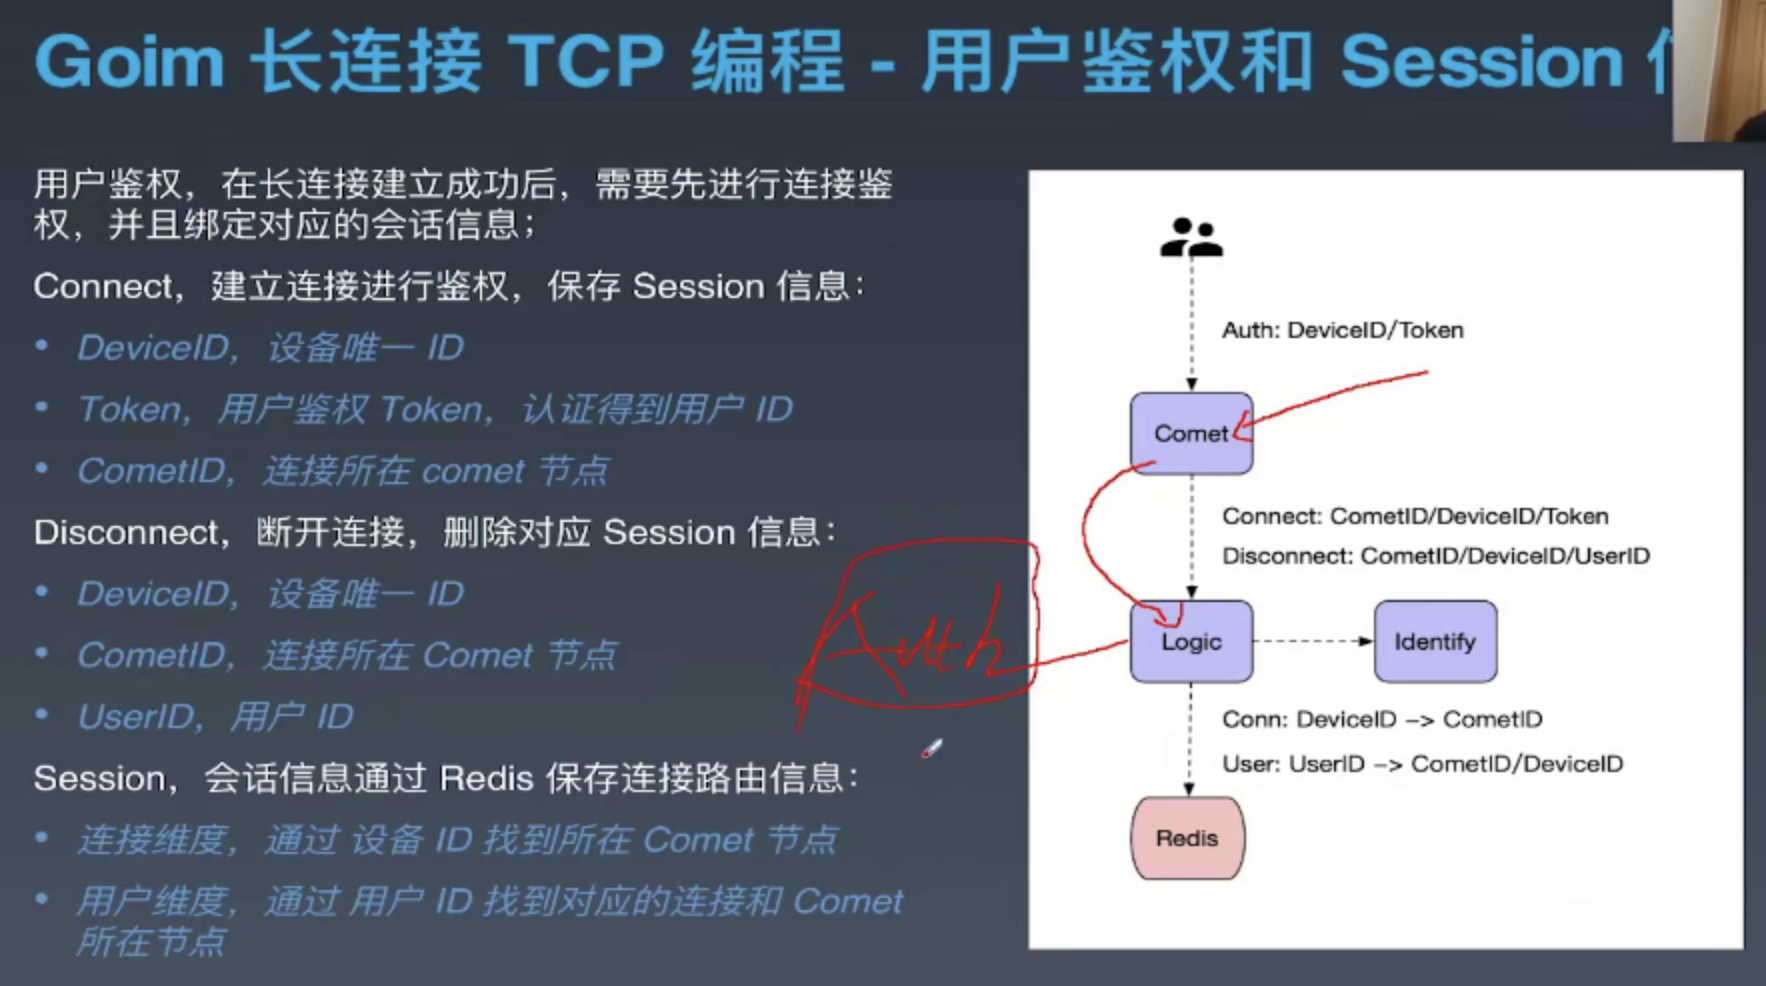 Goim 长连接 TCP 编程 - 用户鉴权和 Session
用户鉴权，在长连接建立成功后，需要先进行连接鉴
权，并且绑定对应的会话信息；
Connect，建立连接进行鉴权，保存 Session 信息：
• DeviceID，设备唯一 ID
• Token，用户鉴权 Token，认证得到用户 ID
• CometID，连接所在 comet 节点
Disconnect，断开连接，删除对应 Session 信息：
• DeviceID，设备唯一 ID
• CometID，连接所在 Comet 节点
• UserID，用户 ID
Session，会话信息通过 Redis 保存连接路由信息：
• 连接维度，通过 设备 ID 找到所在 Comet 节点
• 用户维度，通过 用户 ID 找到对应的连接和 Comet
所在节点
Auth: DeviceID/Token
Comet
Connect: CometID/DeviceID/Token
Disconnect: CometID/DeviceID/UserID
Auth
Logic
Identify
Conn: DeviceID –> CometID
User: UserID –> CometID/DeviceID
Redis